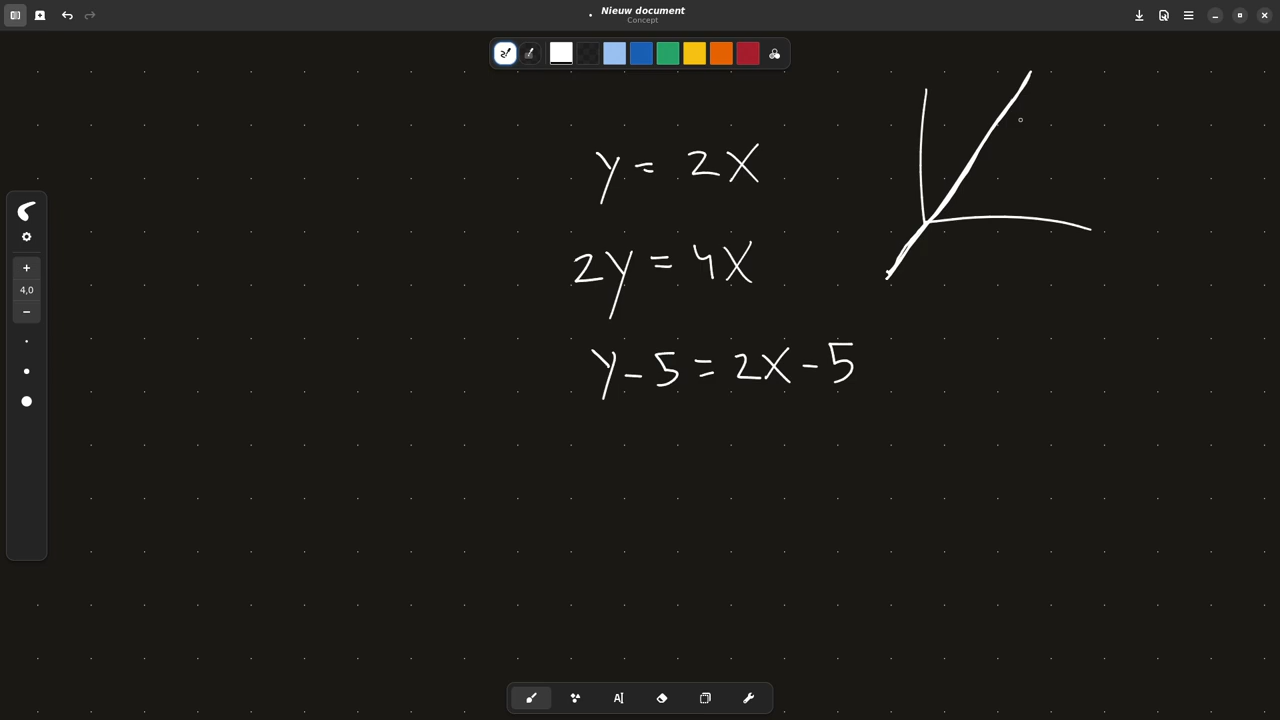 Nieuw document
Concept
y = 2x
2y = 4x
y - 5 = 2x - 5
4,0